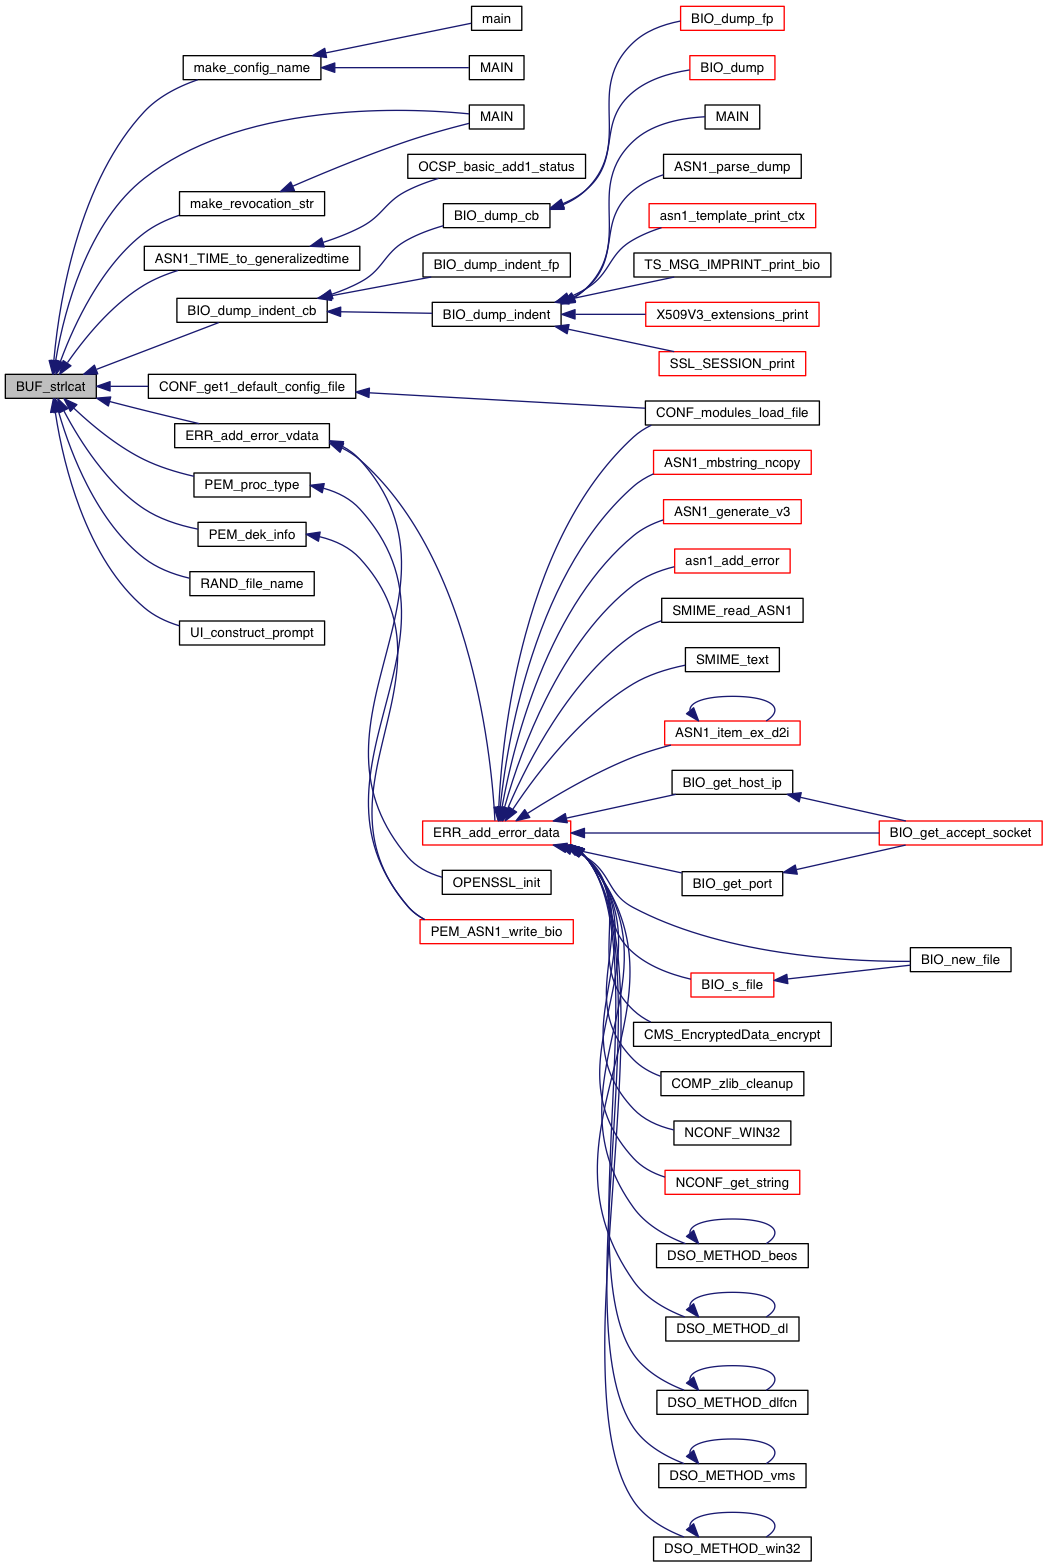 main
BIO_dump_fp
make_config_name
MAIN
BIO_dump
MAIN
MAIN
OCSP_basic_add1_status
ASN1_parse_dump
make_revocation_str
BIO_dump_cb
asn1_template_print_ctx
ASN1_TIME_to_generalizedtime
BIO_dump_indent_fp
TS_MSG_IMPRINT_print_bio
BIO_dump_indent_cb
BIO_dump_indent
X509V3_extensions_print
SSL_SESSION_print
BUF_strlcat
CONF_get1_default_config_file
CONF_modules_load_file
ERR_add_error_vdata
ASN1_mbstring_ncopy
PEM_proc_type
ASN1_generate_v3
PEM_dek_info
asn1_add_error
RAND_file_name
SMIME_read_ASN1
UI_construct_prompt
SMIME_text
ASN1_item_ex_d2i
BIO_get_host_ip
ERR_add_error_data
BIO_get_accept_socket
OPENSSL_init
BIO_get_port
PEM_ASN1_write_bio
BIO_new_file
BIO_s_file
CMS_EncryptedData_encrypt
COMP_zlib_cleanup
NCONF_WIN32
NCONF_get_string
DSO_METHOD_beos
DSO_METHOD_dl
DSO_METHOD_dlfcn
DSO_METHOD_vms
DSO_METHOD_win32